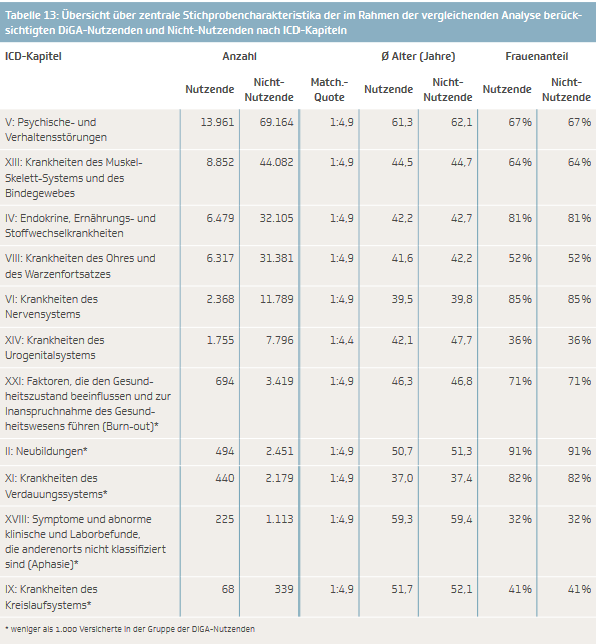 Tabelle 13: Übersicht über zentrale Stichprobencharakteristika der im Rahmen der vergleichenden Analyse berück-
sichtigten DiGA-Nutzenden und Nicht-Nutzenden nach ICD-Kapiteln
ICD-Kapitel Anzahl Ø Alter (Jahre) Frauenanteil
Nutzende Nicht-Nutzende Match.-Quote Nutzende Nicht-Nutzende Nutzende Nicht-Nutzende
V: Psychische- und 13.961 69.164 1:4,9 61,3 62,1 67% 67%
Verhaltensstörungen
XIII: Krankheiten des Muskel- 8.852 44.082 1:4,9 44,5 44,7 64% 64%
Skelett-Systems und des
Bindegewebes
IV: Endokrine, Ernährungs- und 6.479 32.105 1:4,9 42,2 42,7 81% 81%
Stoffwechselkrankheiten
VIII: Krankheiten des Ohres und 6.317 31.381 1:4,9 41,6 42,2 52% 52%
des Warzenfortsatzes
VI: Krankheiten des 2.368 11.789 1:4,9 39,5 39,8 85% 85%
Nervensystems
XIV: Krankheiten des 1.755 7.796 1:4,4 42,1 47,7 36% 36%
Urogenitalsystems
XXI: Faktoren, die den Gesund- 694 3.419 1:4,9 46,3 46,8 71% 71%
heitszustand beeinflussen und zur
Inanspruchnahme des Gesund-
heitswesens führen (Burn-out)*
II: Neubildungen* 494 2.451 1:4,9 50,7 51,3 91% 91%
XI: Krankheiten des 440 2.179 1:4,9 37,0 37,4 82% 82%
Verdauungssystems*
XVIII: Symptome und abnorme 225 1.113 1:4,9 59,3 59,4 32% 32%
klinische und Laborbefunde,
die anderenorts nicht klassifiziert
sind (Aphasie)*
IX: Krankheiten des 68 339 1:4,9 51,7 52,1 41% 41%
Kreislaufsystems*
* weniger als 1.000 Versicherte in der Gruppe der DiGA-Nutzenden